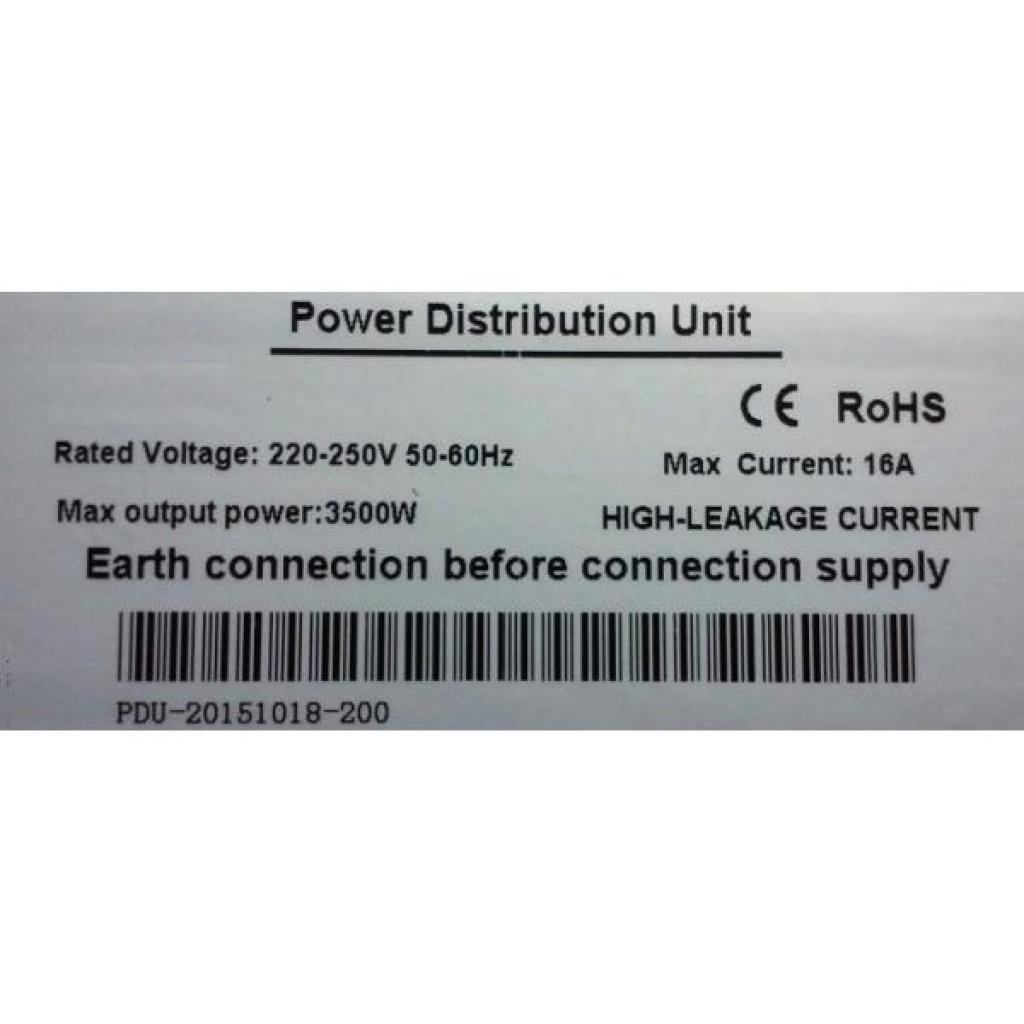 Power Distribution Unit
CE RoHS
Rated Voltage: 220-250V 50-60Hz
Max Current: 16A
Max output power:3500W
HIGH-LEAKAGE CURRENT
Earth connection before connection supply
PDU-20151018-200